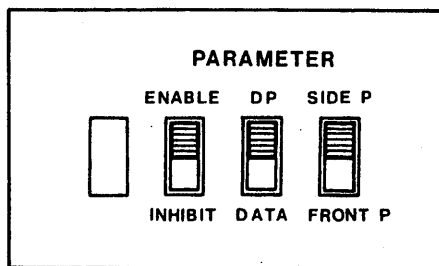 PARAMETER
ENABLE DP SIDE P
INHIBIT DATA FRONT P